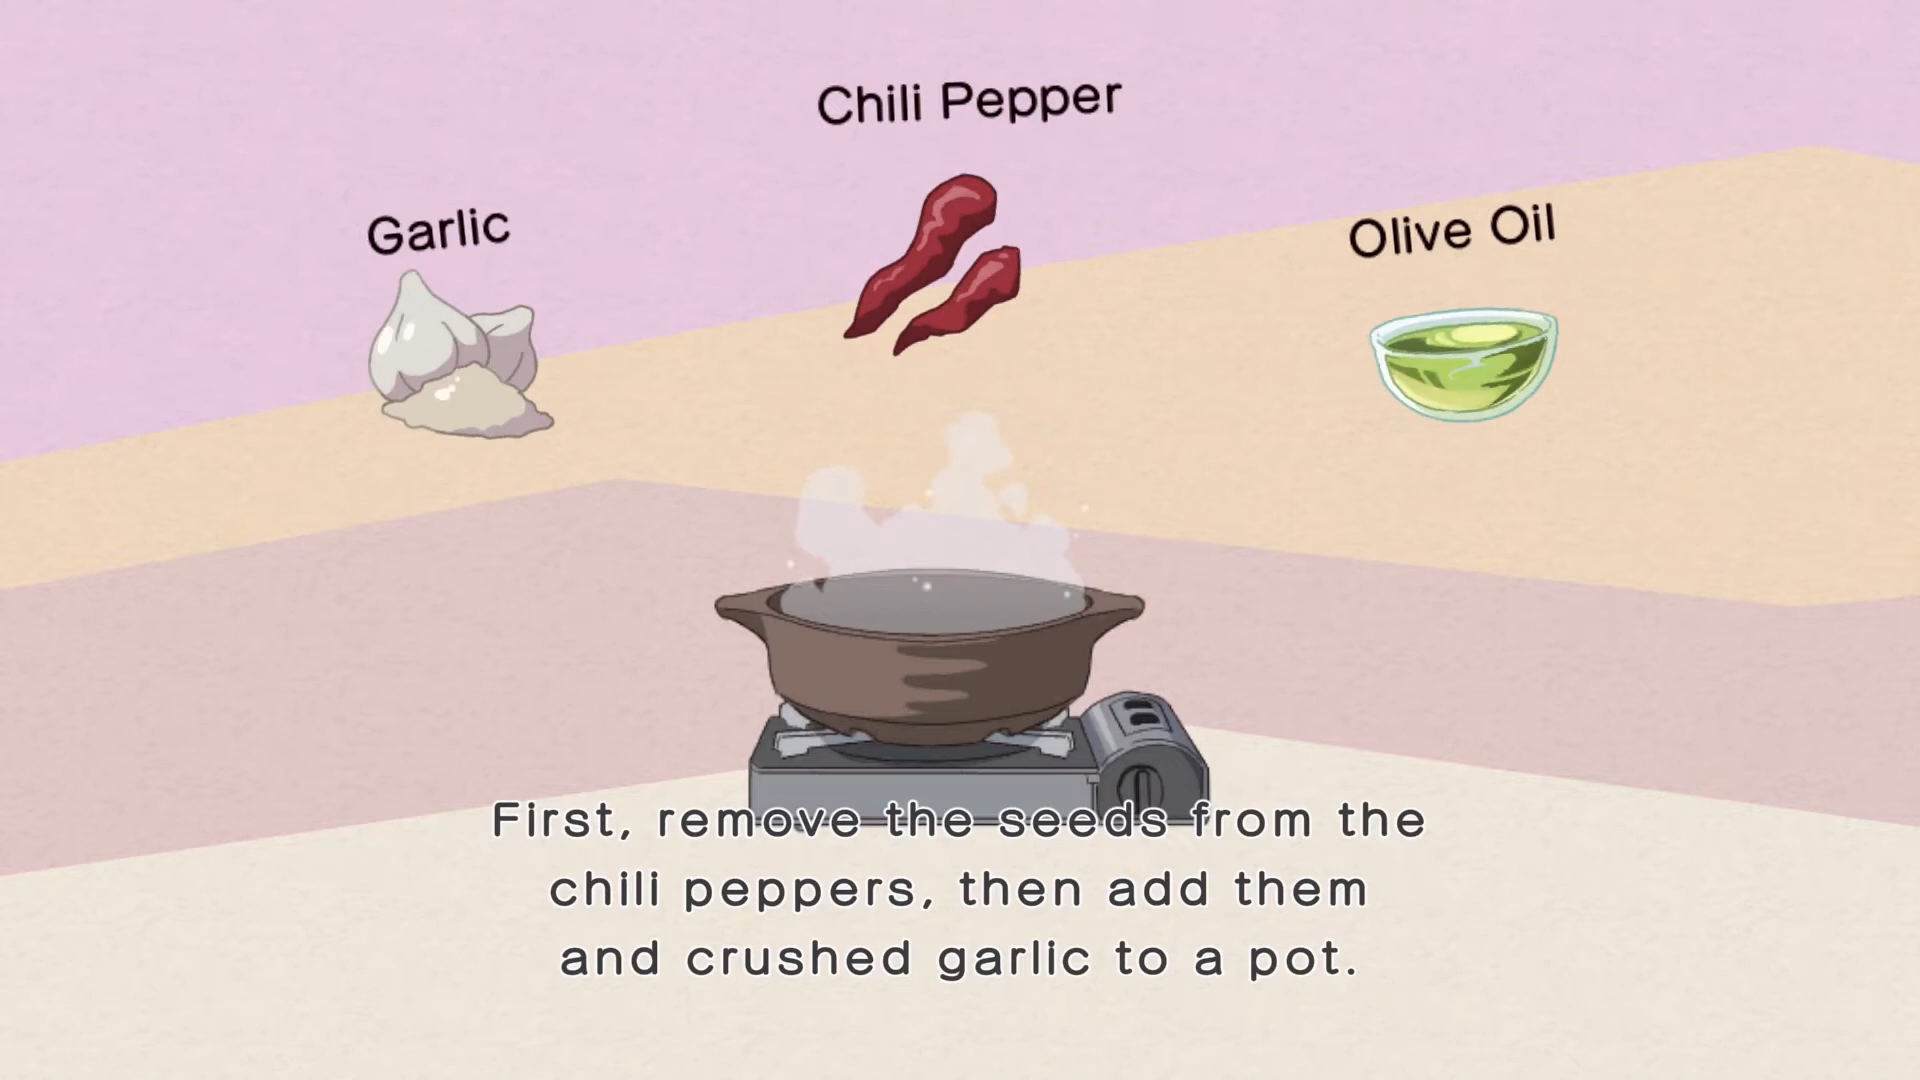 Chili Pepper
Garlic
Olive Oil
First, remove the seeds from the
chili peppers, then add them
and crushed garlic to a pot.